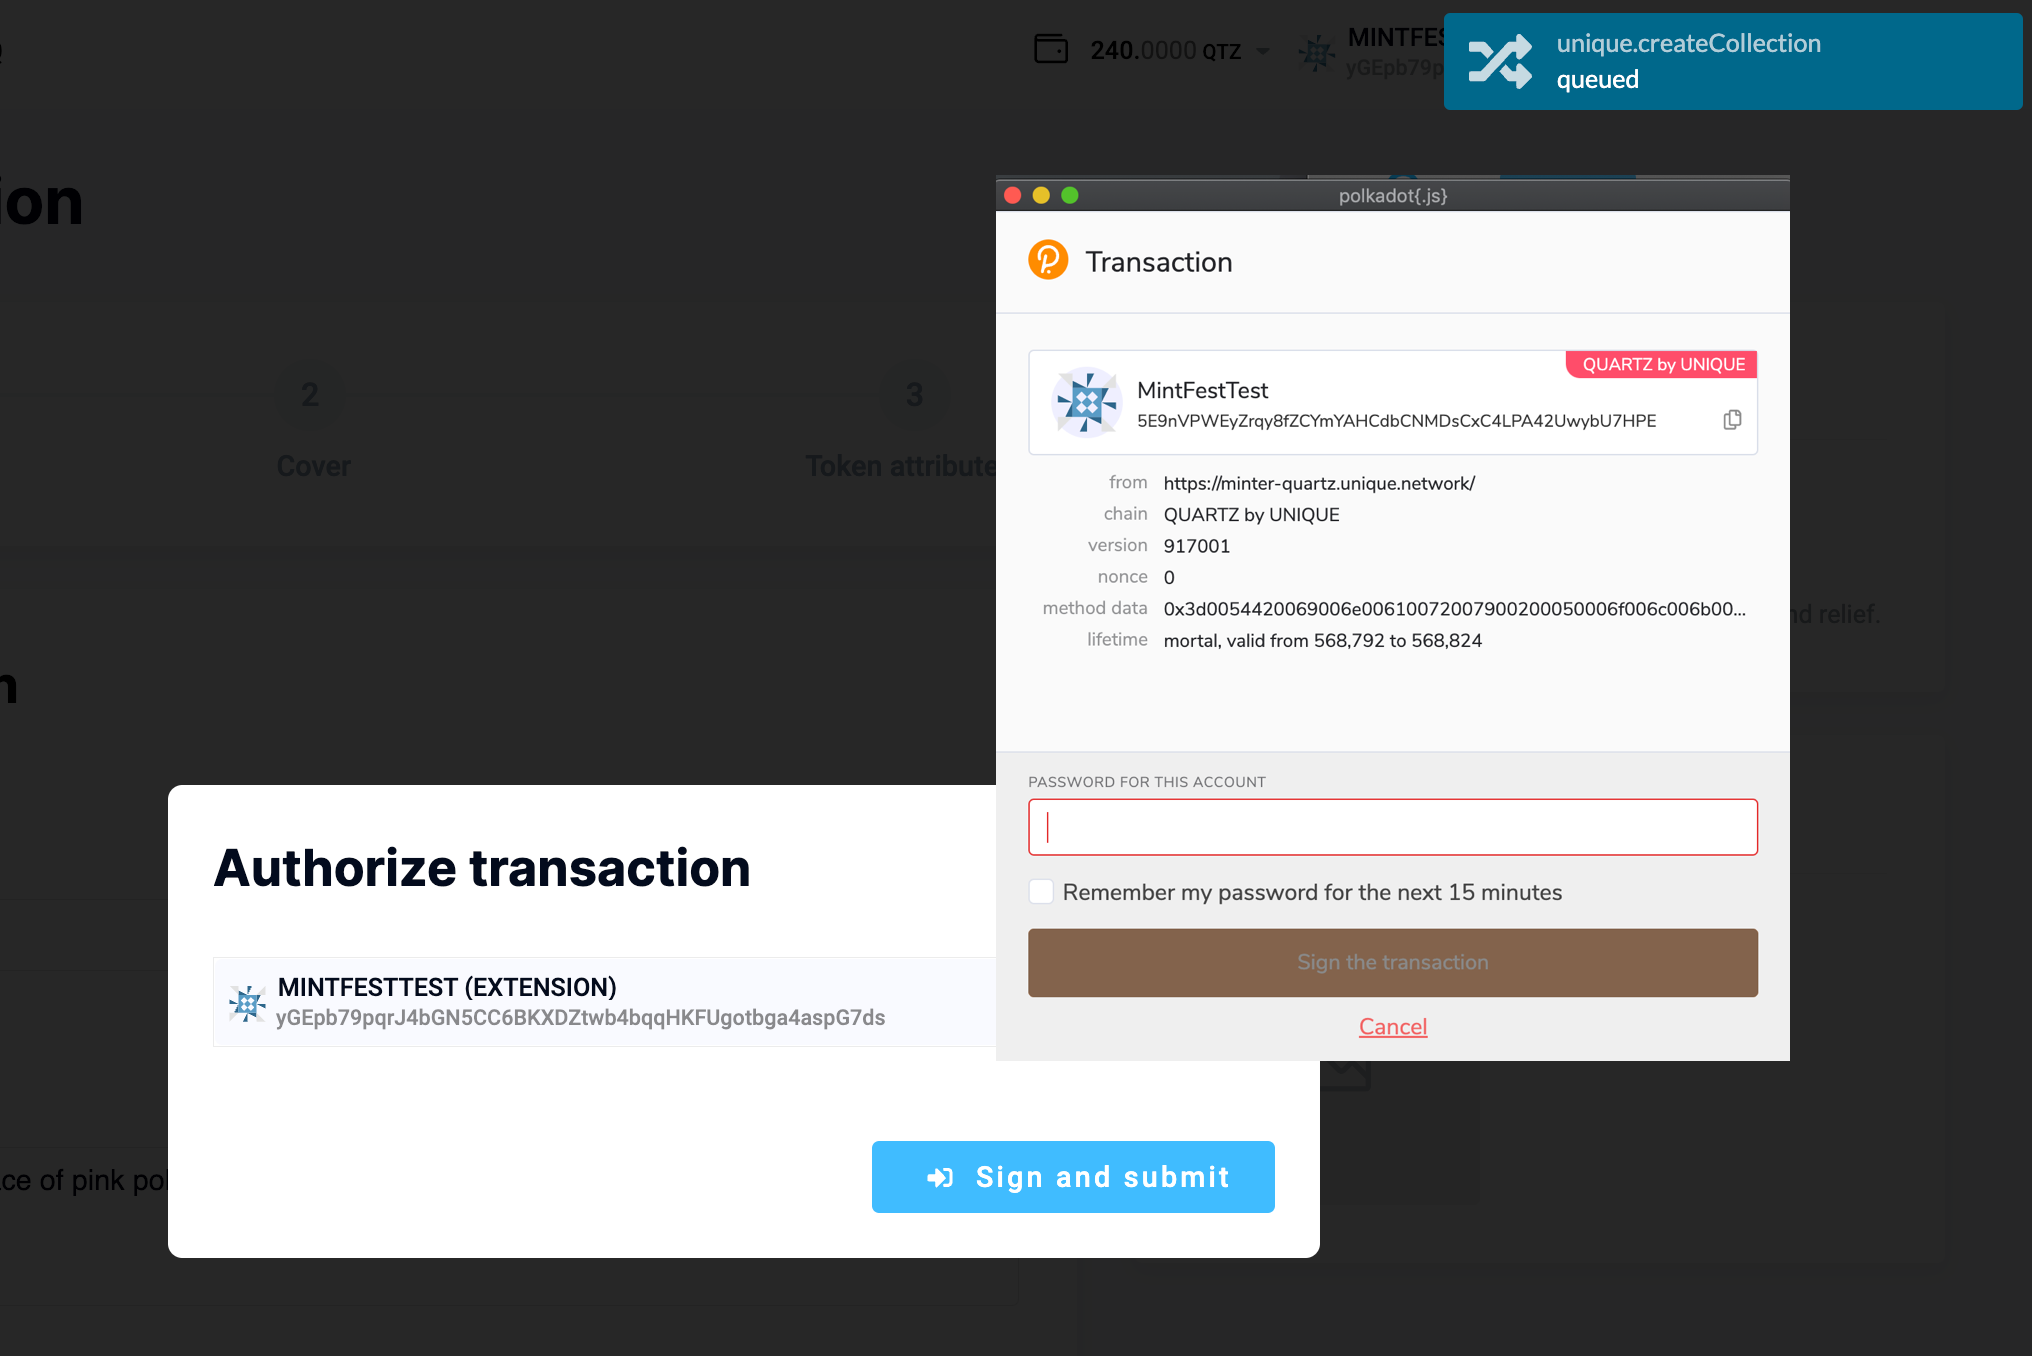 240.0000 QTZ
MINTFES
yGEpb79p
unique.createCollection
queued
ion
polkadot{.js}
Transaction
QUARTZ by UNIQUE
MintFestTest
5E9nVPWEyZrqy8fZCYmYAHCdbCNMDsCxC4LPA42UwybU7HPE
2
Cover
3
Token attribute
from https://minter-quartz.unique.network/
chain QUARTZ by UNIQUE
version 917001
nonce 0
method data 0x3d0054420069006e00610072007900200050006f006c006b00...
lifetime mortal, valid from 568,792 to 568,824
nd relief.
n
PASSWORD FOR THIS ACCOUNT
Remember my password for the next 15 minutes
Sign the transaction
Cancel
Authorize transaction
MINTFESTTEST (EXTENSION)
yGEpb79pqrJ4bGN5CC6BKXDZtwb4bqqHKFUgotbga4aspG7ds
Sign and submit
ce of pink pol